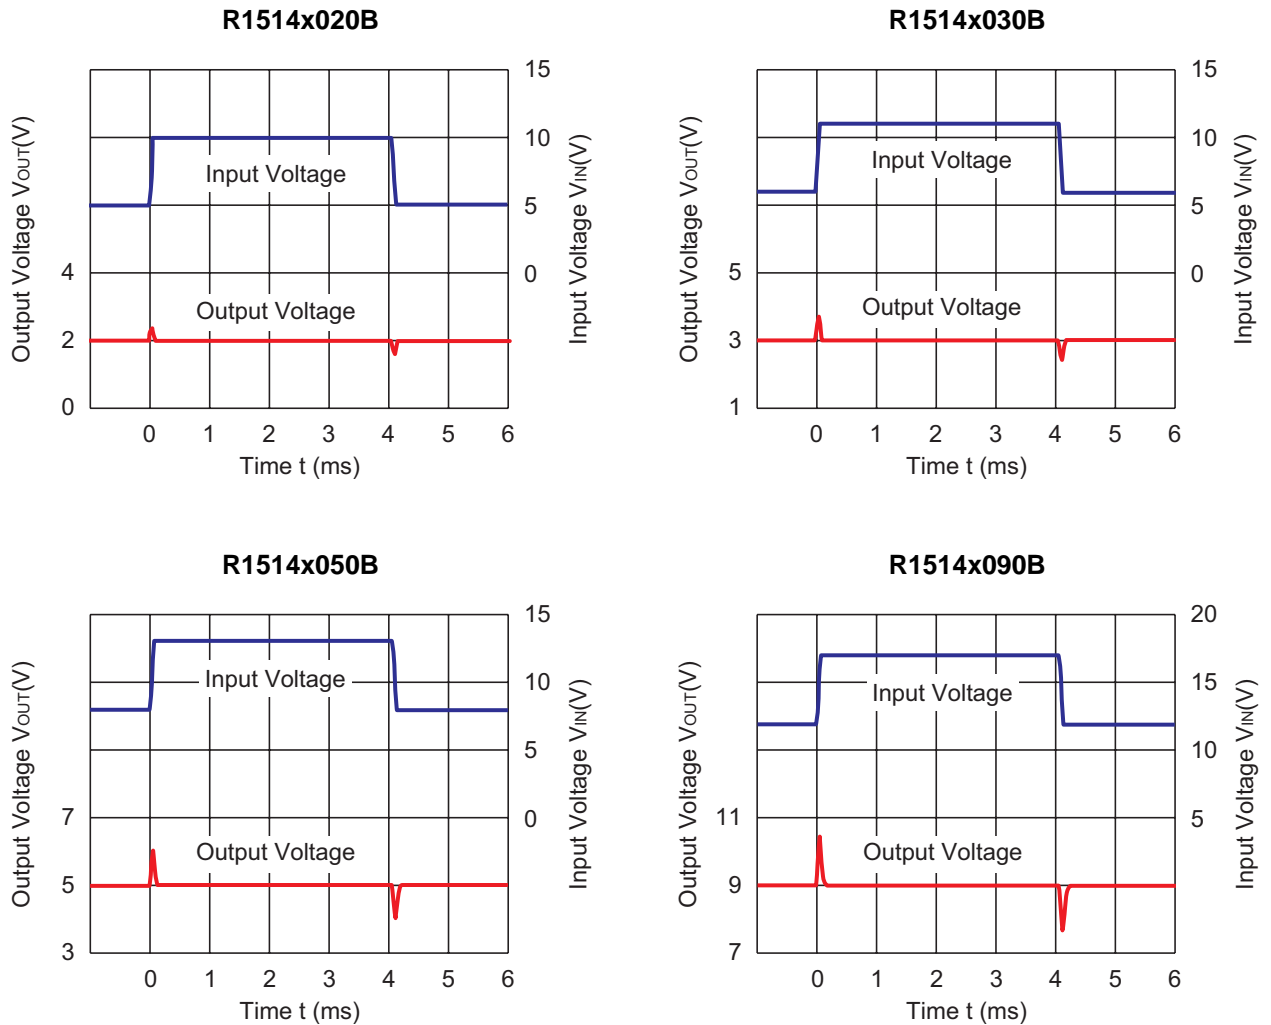 R1514x020B
Output Voltage VOUT(V)
Input Voltage VIN(V)
15
10
5
0
4
2
0
Input Voltage
Output Voltage
0 1 2 3 4 5 6
Time t (ms)
R1514x030B
Output Voltage VOUT(V)
Input Voltage VIN(V)
15
10
5
0
5
3
1
Input Voltage
Output Voltage
0 1 2 3 4 5 6
Time t (ms)
R1514x050B
Output Voltage VOUT(V)
Input Voltage VIN(V)
15
10
5
0
7
5
3
Input Voltage
Output Voltage
0 1 2 3 4 5 6
Time t (ms)
R1514x090B
Output Voltage VOUT(V)
Input Voltage VIN(V)
20
15
10
5
11
9
7
Input Voltage
Output Voltage
0 1 2 3 4 5 6
Time t (ms)